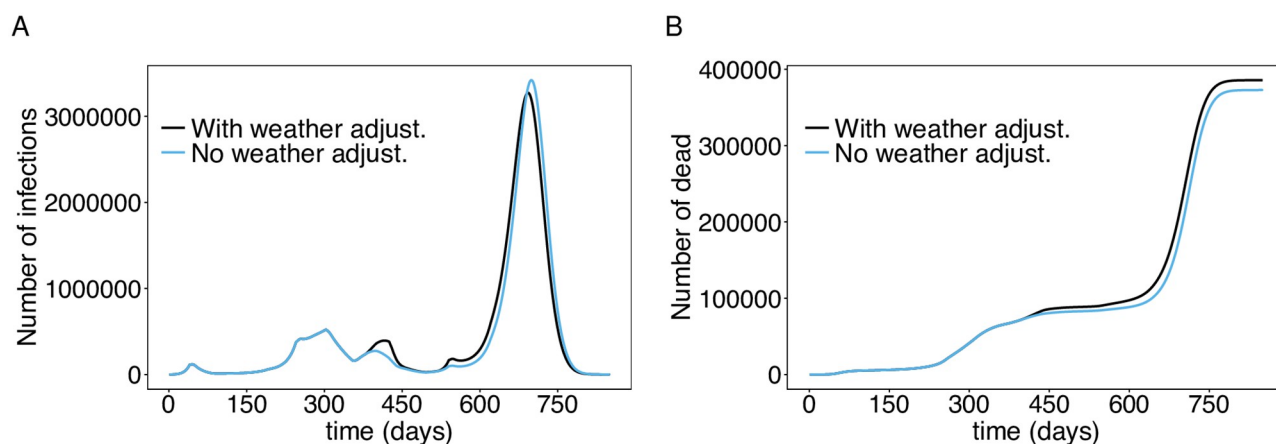 A
Number of infections
3000000
2000000
1000000
0
With weather adjust.
No weather adjust.
0 150 300 450 600 750
time (days)
B
Number of dead
400000
300000
200000
100000
0
With weather adjust.
No weather adjust.
0 150 300 450 600 750
time (days)